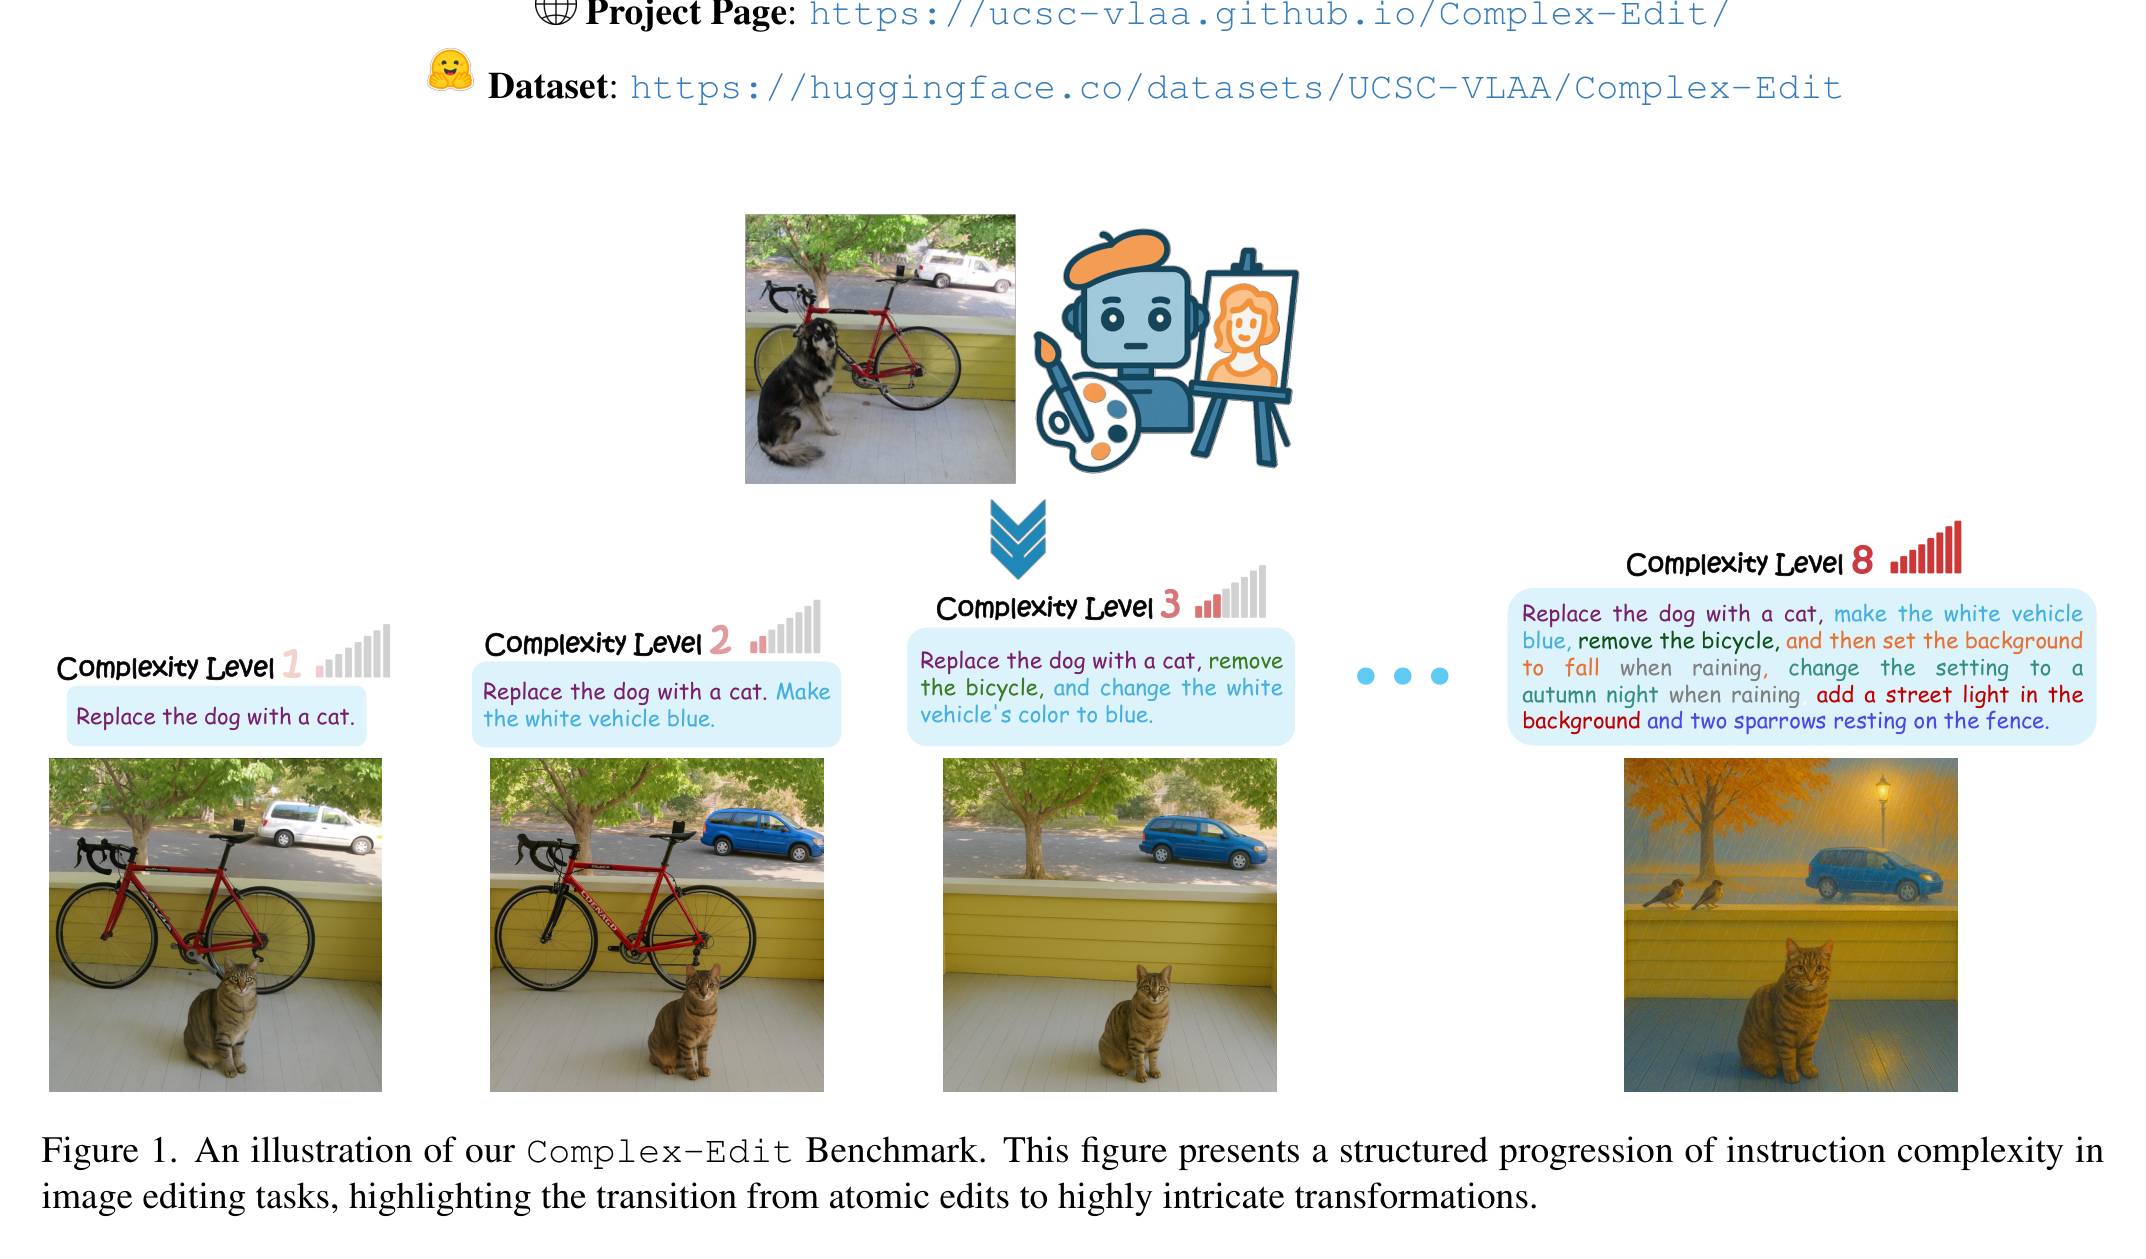 Project Page: https://ucsc-vlaa.github.io/Complex-Edit/
Dataset: https://huggingface.co/datasets/UCSC-VLAA/Complex-Edit
Complexity Level 1
Replace the dog with a cat.
Complexity Level 2
Replace the dog with a cat. Make
the white vehicle blue.
Complexity Level 3
Replace the dog with a cat, remove
the bicycle, and change the white
vehicle's color to blue.
Complexity Level 8
Replace the dog with a cat, make the white vehicle
blue, remove the bicycle, and then set the background
to fall when raining, change the setting to a
autumn night when raining add a street light in the
background and two sparrows resting on the fence.
Figure 1. An illustration of our Complex-Edit Benchmark. This figure presents a structured progression of instruction complexity in
image editing tasks, highlighting the transition from atomic edits to highly intricate transformations.